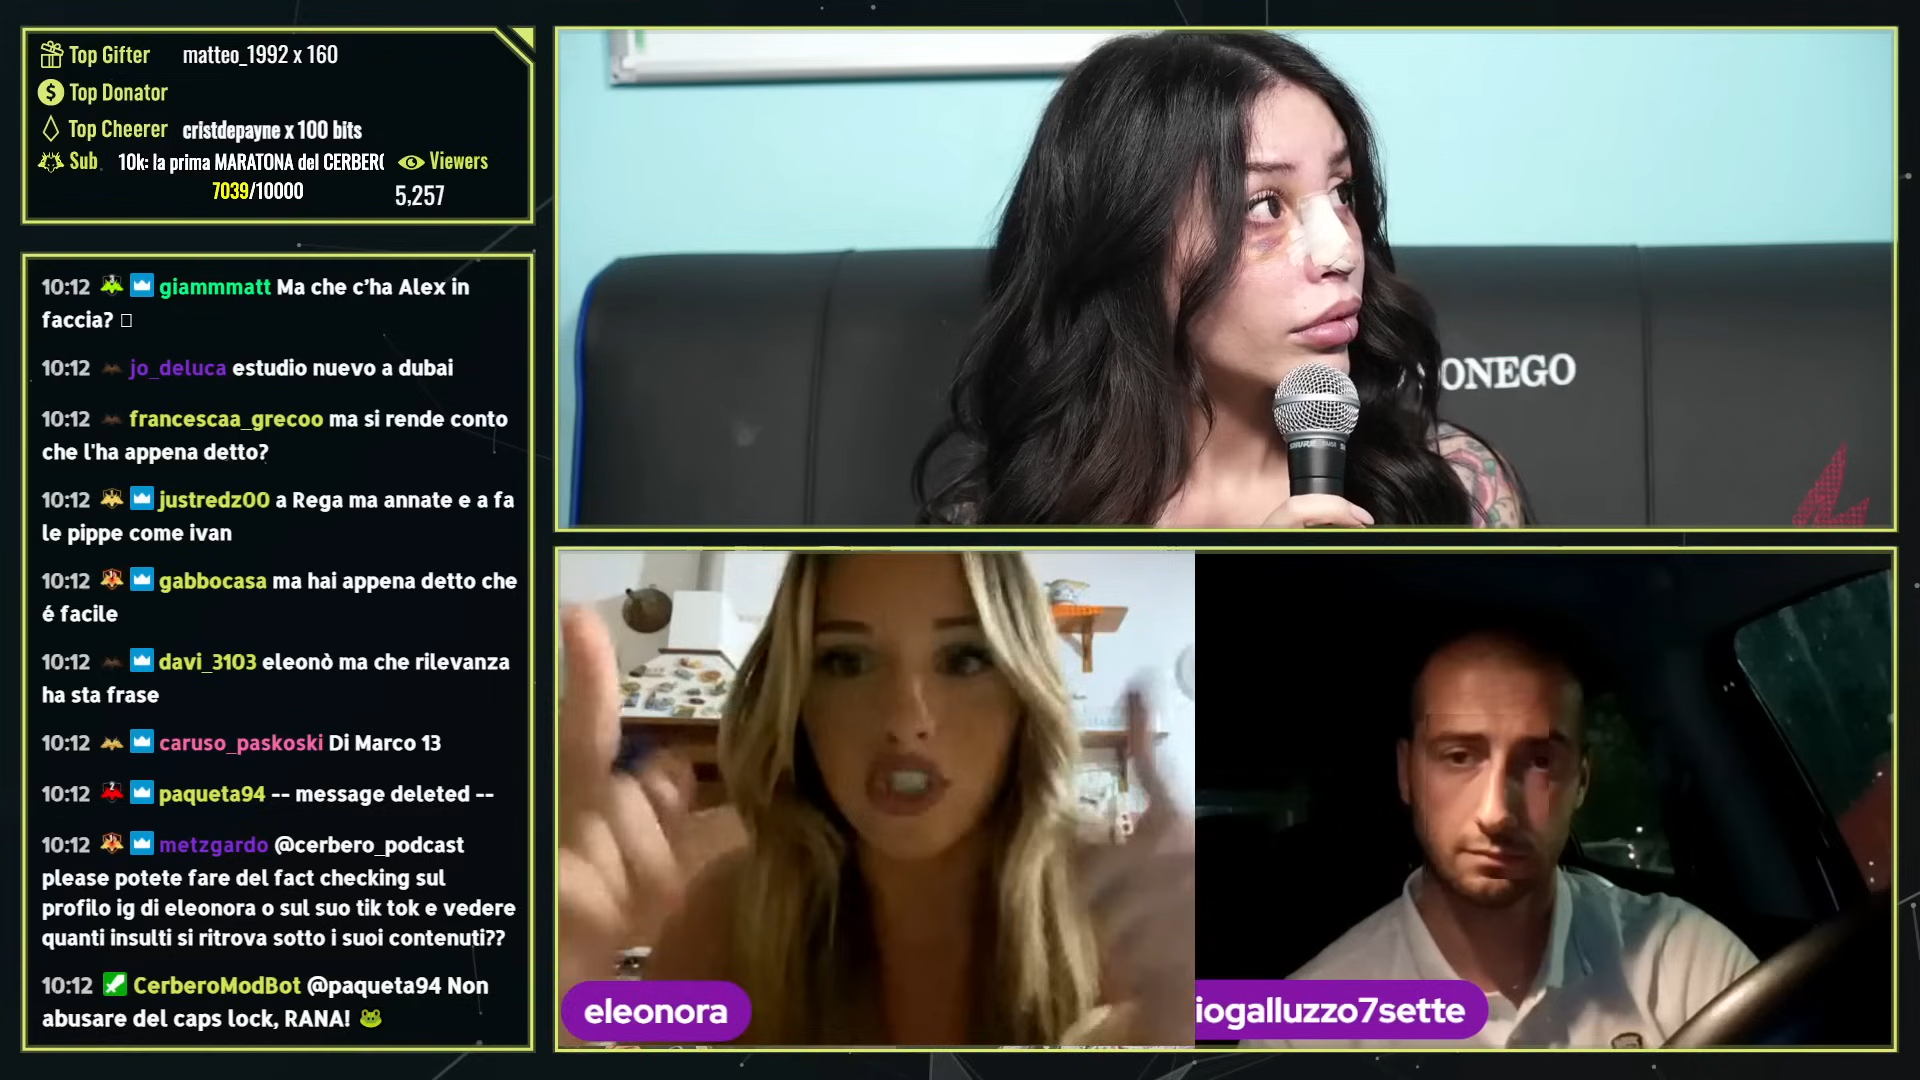 Top Gifter matteo_1992 x 160
Top Donator
Top Cheerer cristdepayne x 100 bits
Sub 10k: la prima MARATONA del CERBER Viewers
7039/10000 5,257
10:12 giammmatt Ma che c’ha Alex in
faccia?
10:12 jo_deluca estudio nuevo a dubai
10:12 francescaa_grecoo ma si rende conto
che l'ha appena detto?
10:12 justredz00 a Rega ma annate e a fa
le pippe come ivan
10:12 gabbocasa ma hai appena detto che
é facile
10:12 davi_3103 eleonò ma che rilevanza
ha sta frase
10:12 caruso_paskoski Di Marco 13
10:12 paqueta94 -- message deleted --
10:12 metzgardo @cerbero_podcast
please potete fare del fact checking sul
profilo ig di eleonora o sul suo tik tok e vedere
quanti insulti si ritrova sotto i suoi contenuti??
10:12 CerberoModBot @paqueta94 Non
abusare del caps lock, RANA!
ONEGO
SHURE
eleonora
iogalluzzo7sette